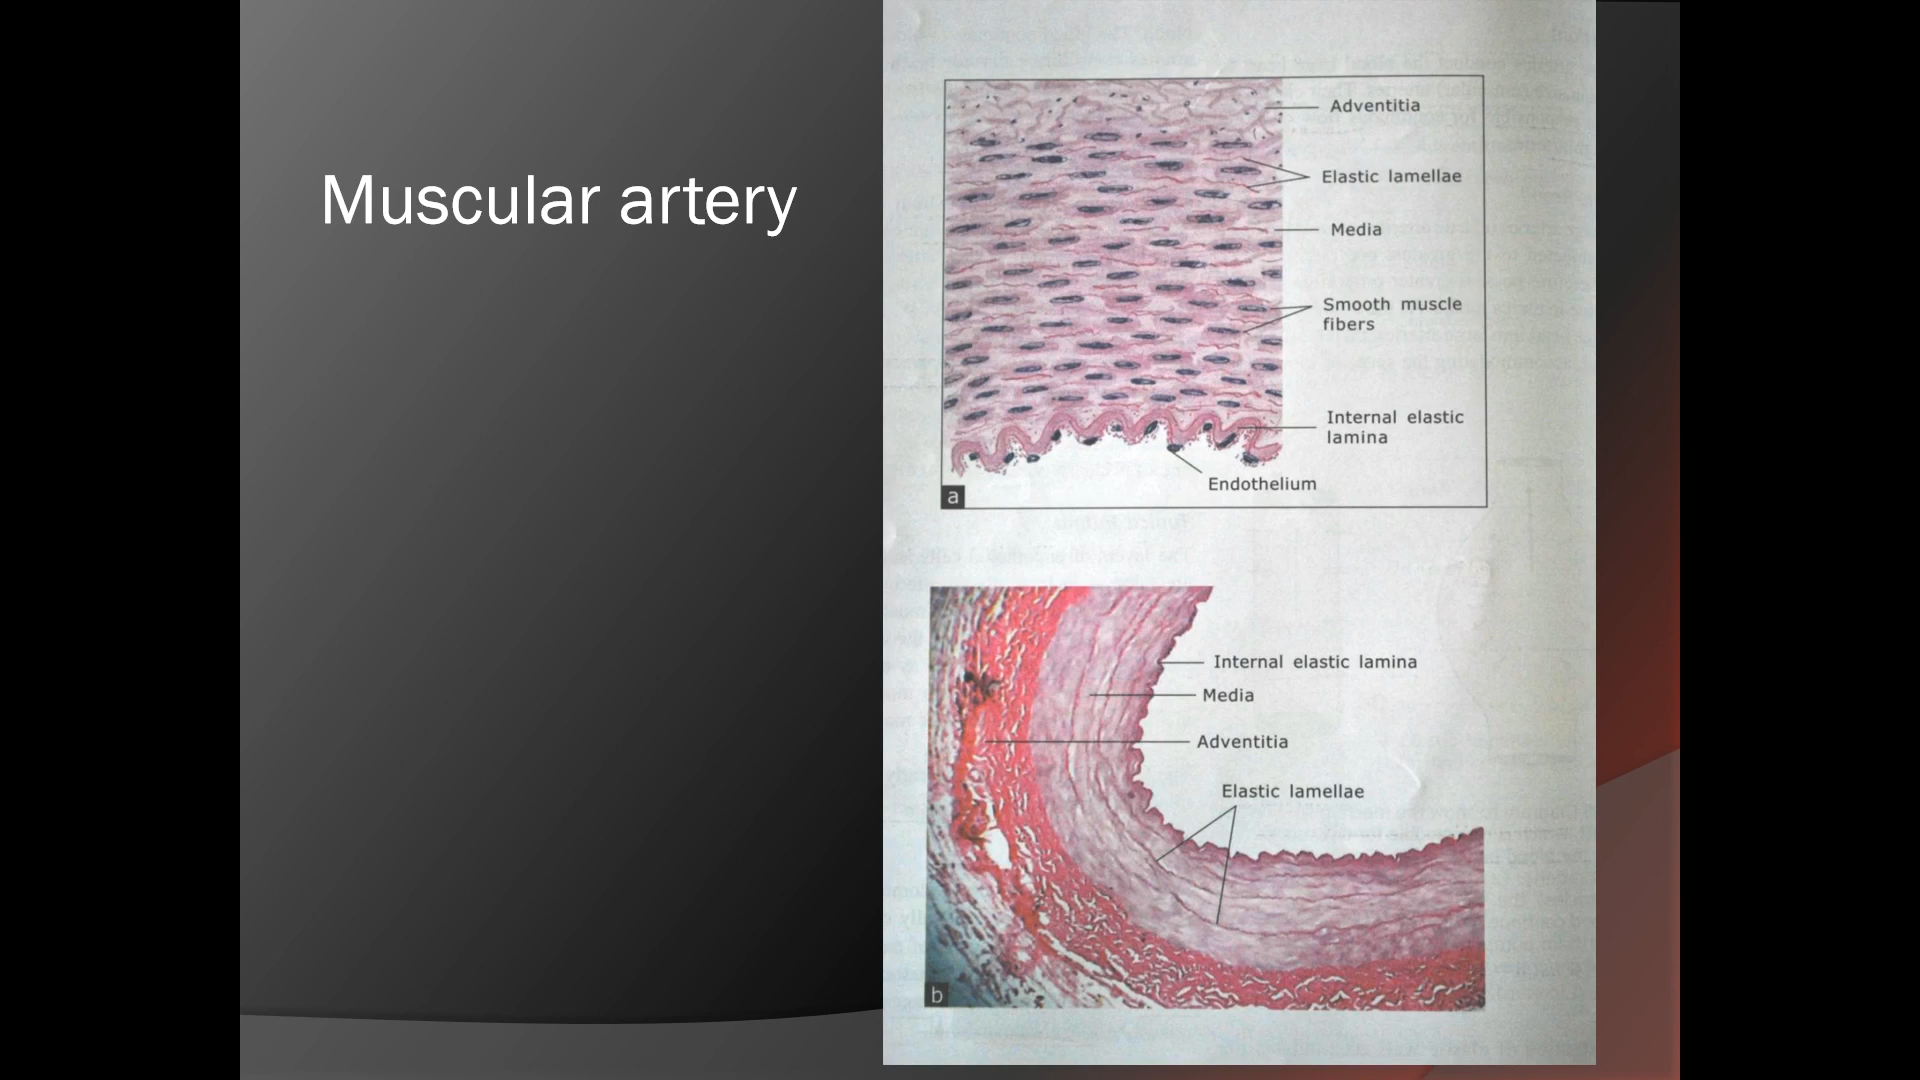 Muscular artery
Adventitia
Elastic lamellae
Media
Smooth muscle
fibers
Internal elastic
lamina
Endothelium
a
Internal elastic lamina
Media
Adventitia
Elastic lamellae
b